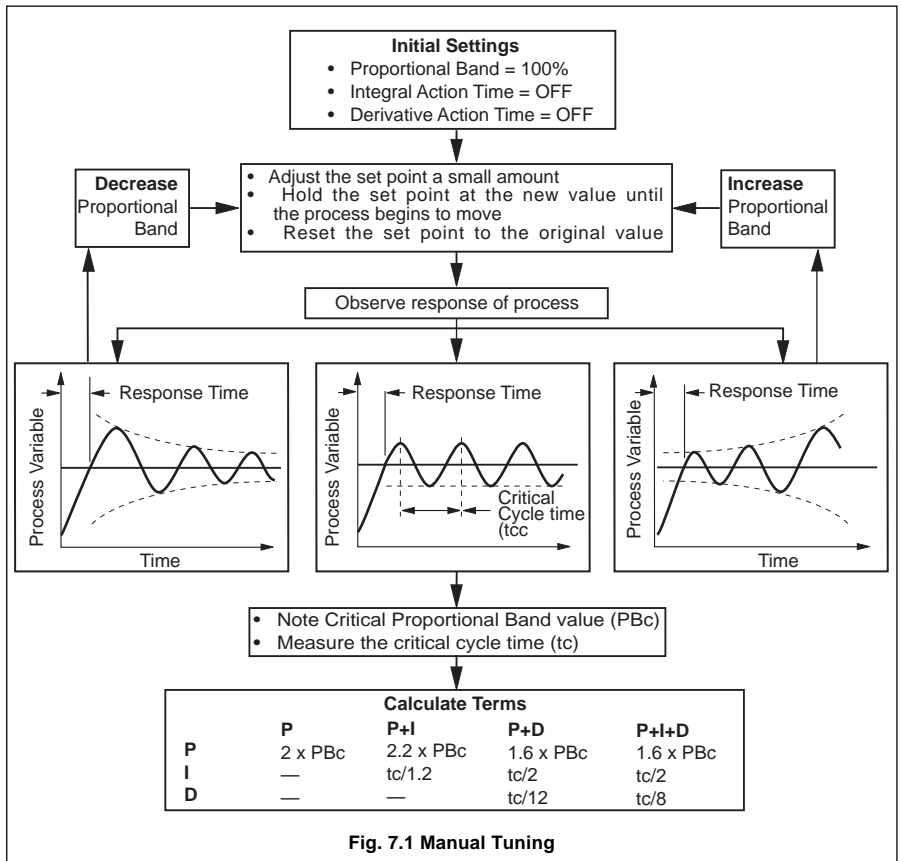 Initial Settings
• Proportional Band = 100%
• Integral Action Time = OFF
• Derivative Action Time = OFF
Decrease
Proportional
Band
• Adjust the set point a small amount
• Hold the set point at the new value until
the process begins to move
• Reset the set point to the original value
Increase
Proportional
Band
Observe response of process
Response Time
Process Variable
Time
Response Time
Process Variable
Critical
Cycle time
(tcc
Time
Response Time
Process Variable
Time
• Note Critical Proportional Band value (PBc)
• Measure the critical cycle time (tc)
Calculate Terms
P P+I P+D P+I+D
P 2 x PBc 2.2 x PBc 1.6 x PBc 1.6 x PBc
I — tc/1.2 tc/2 tc/2
D — — tc/12 tc/8
Fig. 7.1 Manual Tuning